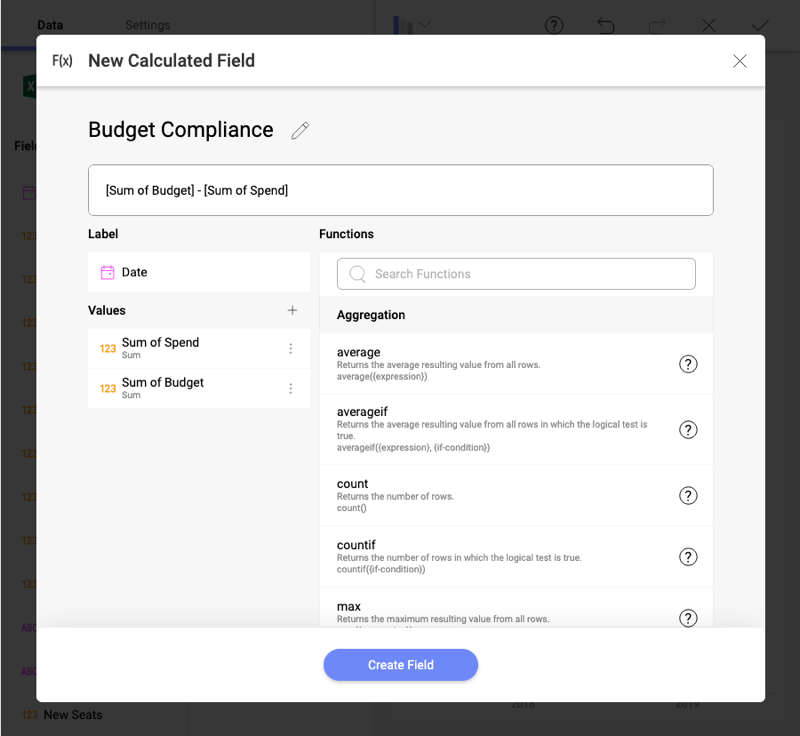 Data
Settings
F(x) New Calculated Field
Budget Compliance
[Sum of Budget] - [Sum of Spend]
Label
Date
Values
123 Sum of Spend
Sum
123 Sum of Budget
Sum
Functions
Search Functions
Aggregation
average
Returns the average resulting value from all rows.
average({expression})
averageif
Returns the average resulting value from all rows in which the logical test is
true.
averageif({expression}, {if-condition})
count
Returns the number of rows.
count()
countif
Returns the number of rows in which the logical test is true.
countif({if-condition})
max
Returns the maximum resulting value from all rows.
Create Field
123 New Seats
2018
2019